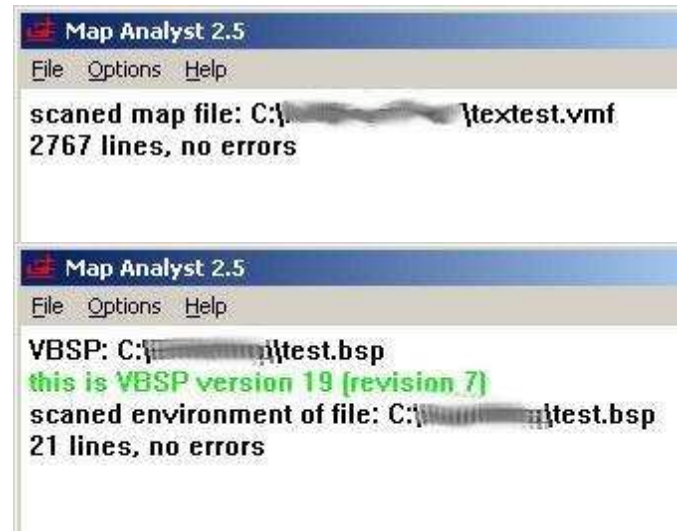 Map Analyst 2.5
File Options Help
scaned map file: C:\ \textest.vmf
2767 lines, no errors
Map Analyst 2.5
File Options Help
VBSP: C:\ \test.bsp
this is VBSP version 19 (revision 7)
scaned environment of file: C:\ \test.bsp
21 lines, no errors